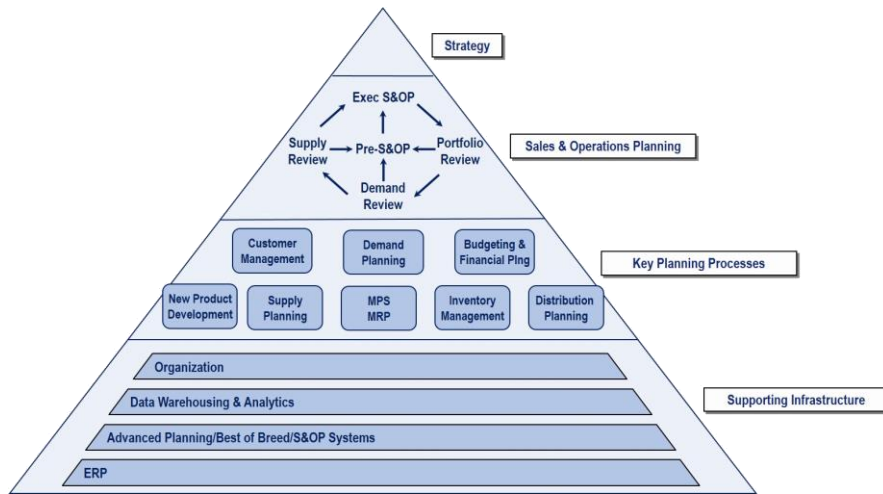 Strategy
Exec S&OP
Supply
Review
Pre-S&OP
Portfolio
Review
Demand
Review
Sales & Operations Planning
Customer
Management
Demand
Planning
Budgeting &
Financial Plng
Key Planning Processes
New Product
Development
Supply
Planning
MPS
MRP
Inventory
Management
Distribution
Planning
Organization
Data Warehousing & Analytics
Supporting Infrastructure
Advanced Planning/Best of Breed/S&OP Systems
ERP